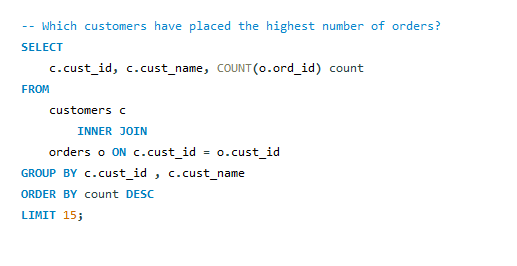 -- Which customers have placed the highest number of orders?
SELECT
c.cust_id, c.cust_name, COUNT(o.ord_id) count
FROM
customers c
INNER JOIN
orders o ON c.cust_id = o.cust_id
GROUP BY c.cust_id , c.cust_name
ORDER BY count DESC
LIMIT 15;